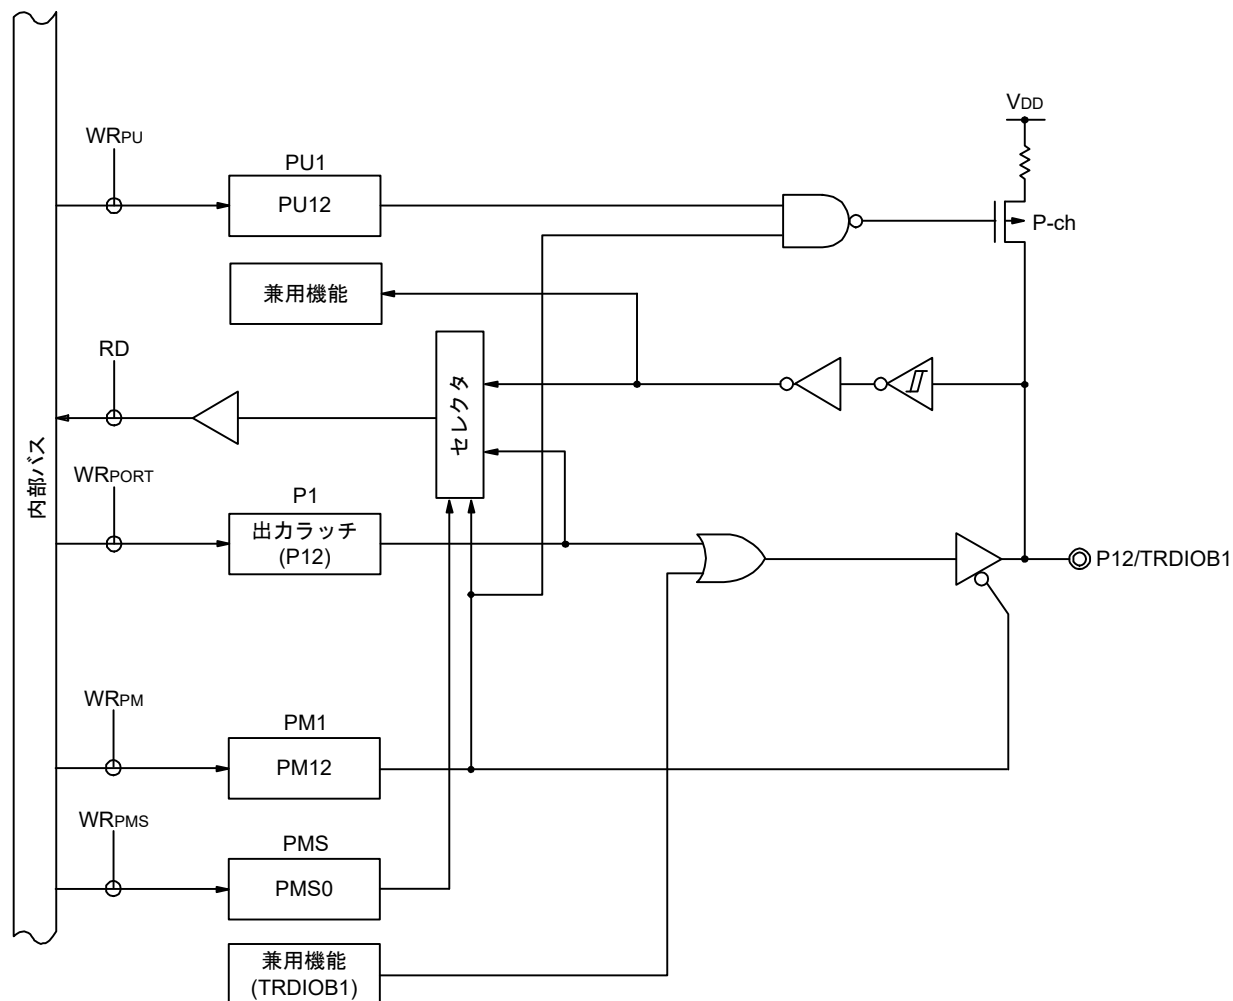 VDD
WRPU
PU1
PU12
P-ch
兼用機能
RD
セレクタ
内部バス
WRPORT
P1
出力ラッチ
(P12)
P12/TRDIOB1
WRPM
PM1
PM12
WRPMS
PMS
PMS0
兼用機能
(TRDIOB1)